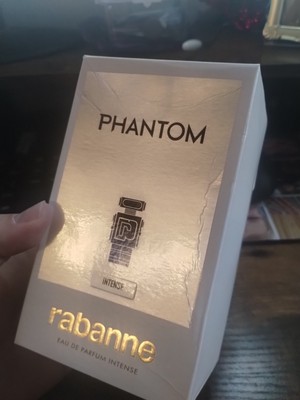 PHANTOM
INTENSE
rabanne
EAU DE PARFUM INTENSE